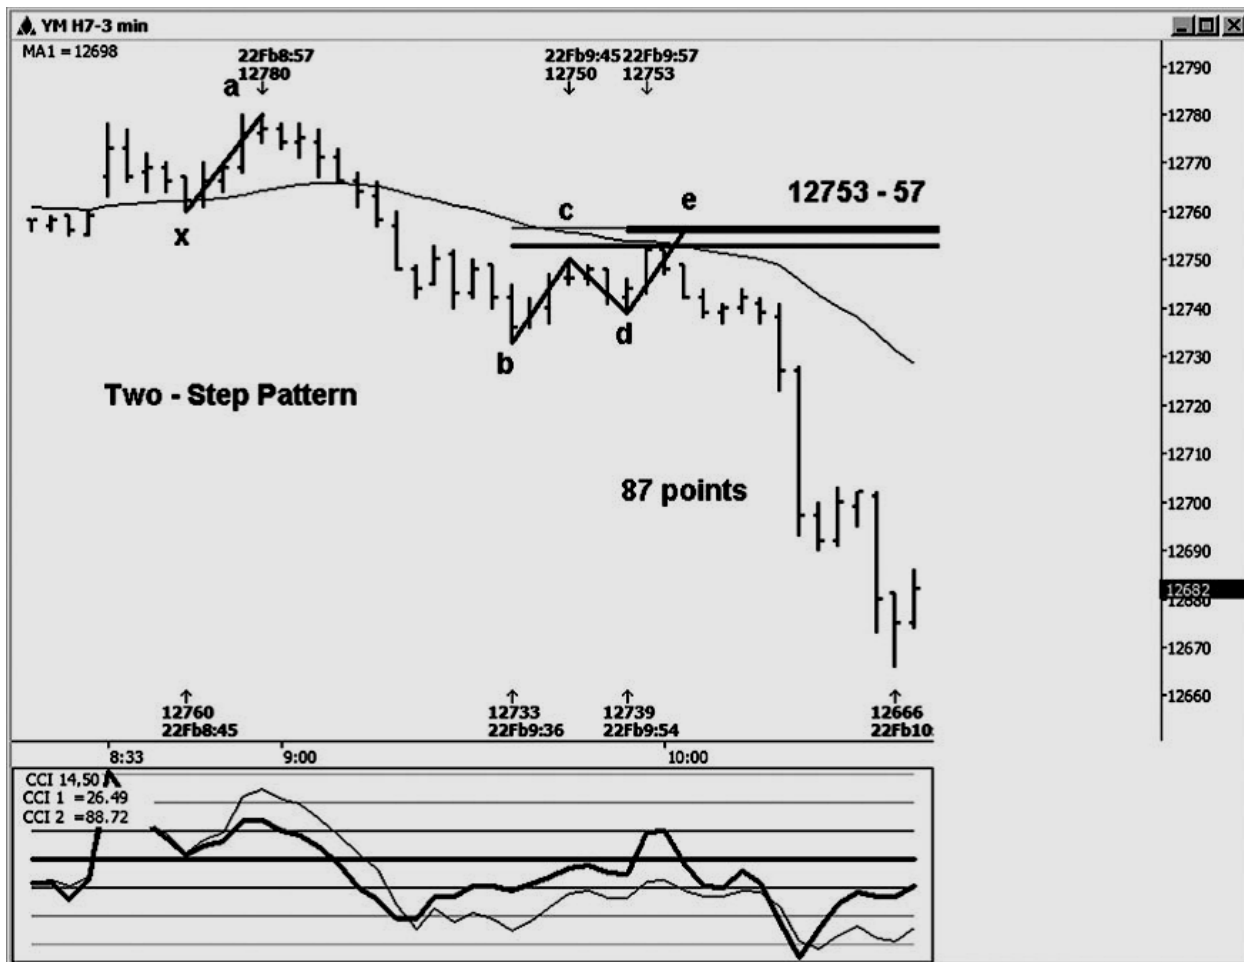 YM H7-3 min
MA1 = 12698
22Fb8:57
12780
22Fb9:45 22Fb9:57
12750 12753
a
x
c
e
b
d
12753 - 57
Two - Step Pattern
87 points
12790
12780
12770
12760
12750
12740
12730
12720
12710
12700
12690
12682
12680
12670
12660
12760
22Fb8:45
12733
22Fb9:36
12739
22Fb9:54
12666
22Fb10:
8:33
9:00
10:00
CCI 14,50
CCI 1 =26.49
CCI 2 =88.72